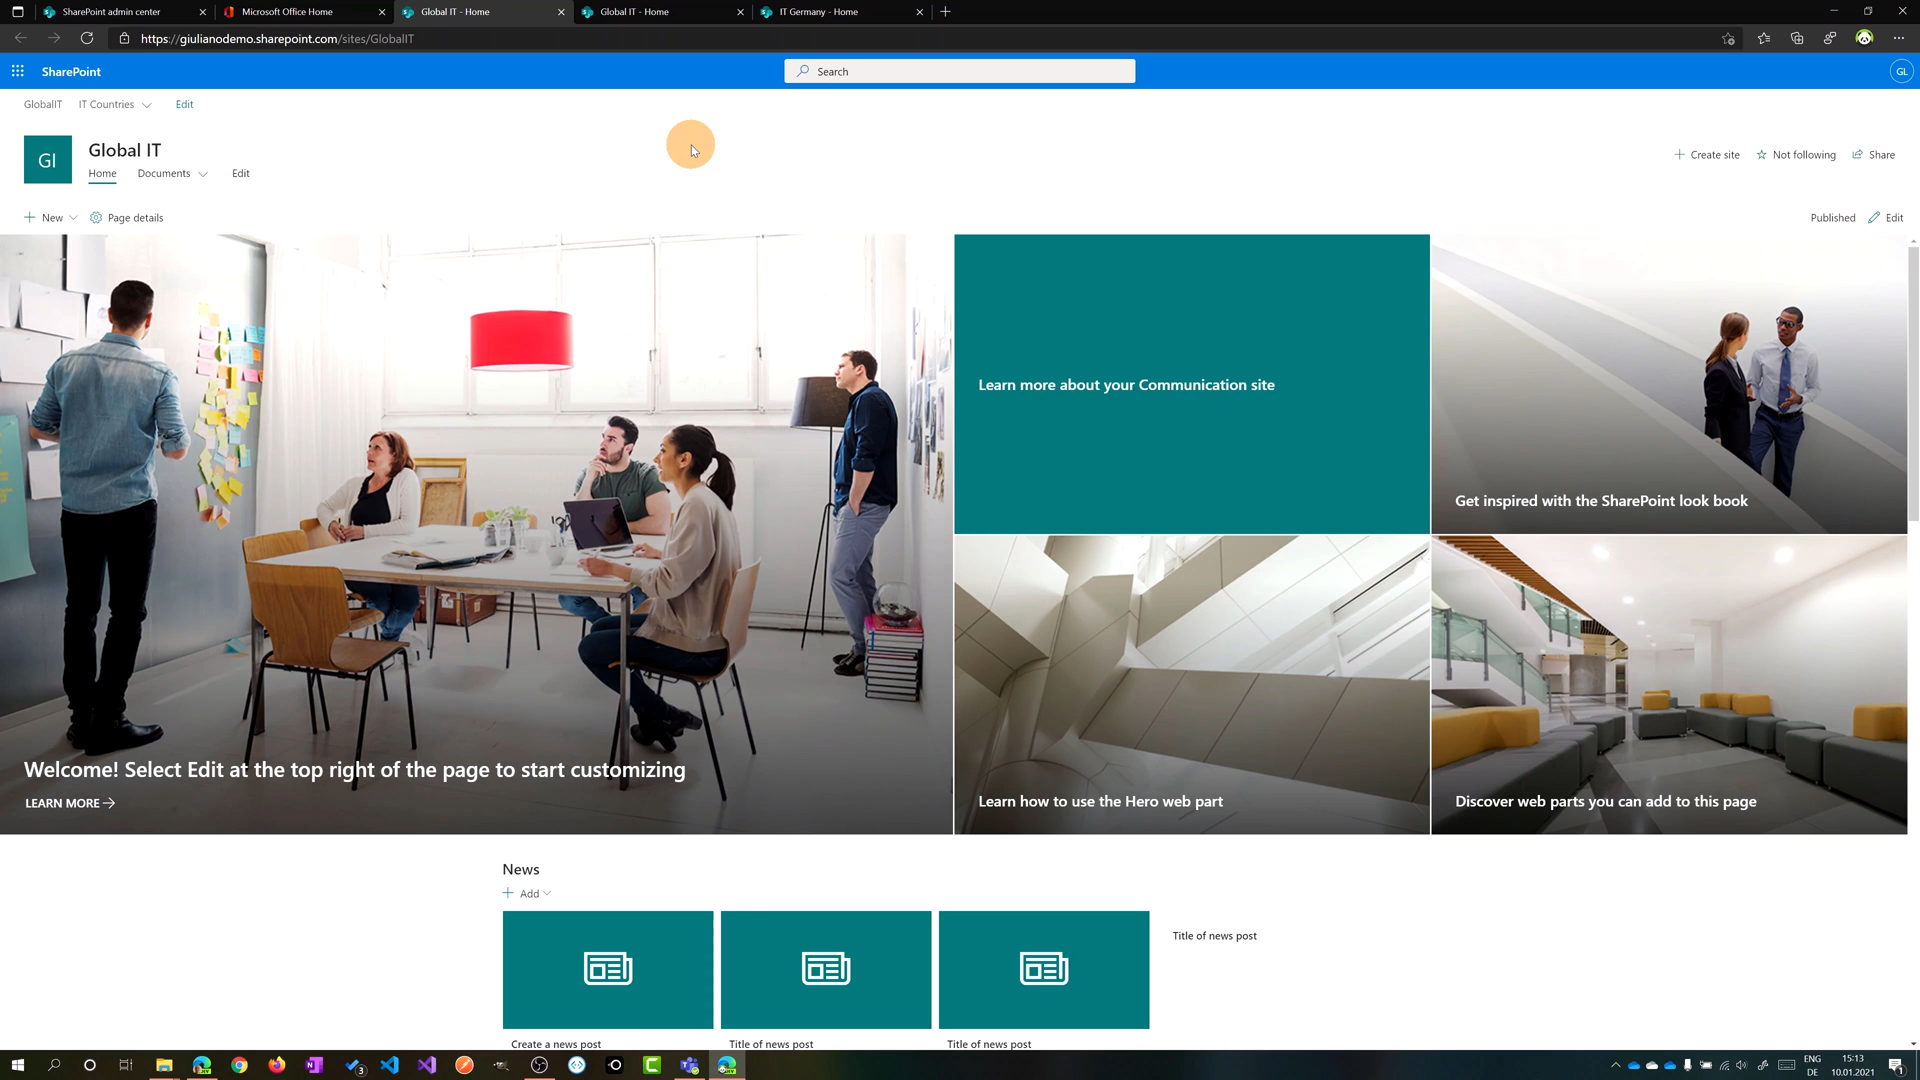 SharePoint admin center
Microsoft Office Home
Global IT - Home
Global IT - Home
IT Germany - Home
https://giulianodemo.sharepoint.com/sites/GlobalIT
SharePoint
Search
GL
GlobalIT
IT Countries
Edit
GI
Global IT
Home
Documents
Edit
Create site
Not following
Share
New
Page details
Published
Edit
Learn more about your Communication site
Get inspired with the SharePoint look book
Welcome! Select Edit at the top right of the page to start customizing
LEARN MORE
Learn how to use the Hero web part
Discover web parts you can add to this page
News
Add
Title of news post
Create a news post
Title of news post
Title of news post
3
ENG
DE
15:13
10.01.2021
1